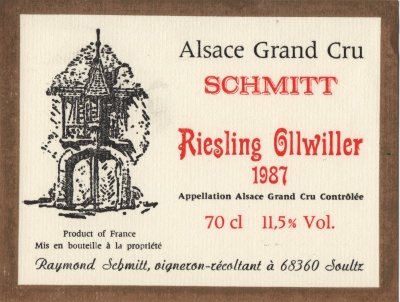 Alsace Grand Cru
SCHMITT
Riesling Ollwiller
1987
Appellation Alsace Grand Cru Contrôlée
70 cl 11,5% Vol.
Product of France
Mis en bouteille à la propriété
Raymond Schmitt, vigneron-récoltant à 68360 Soultz